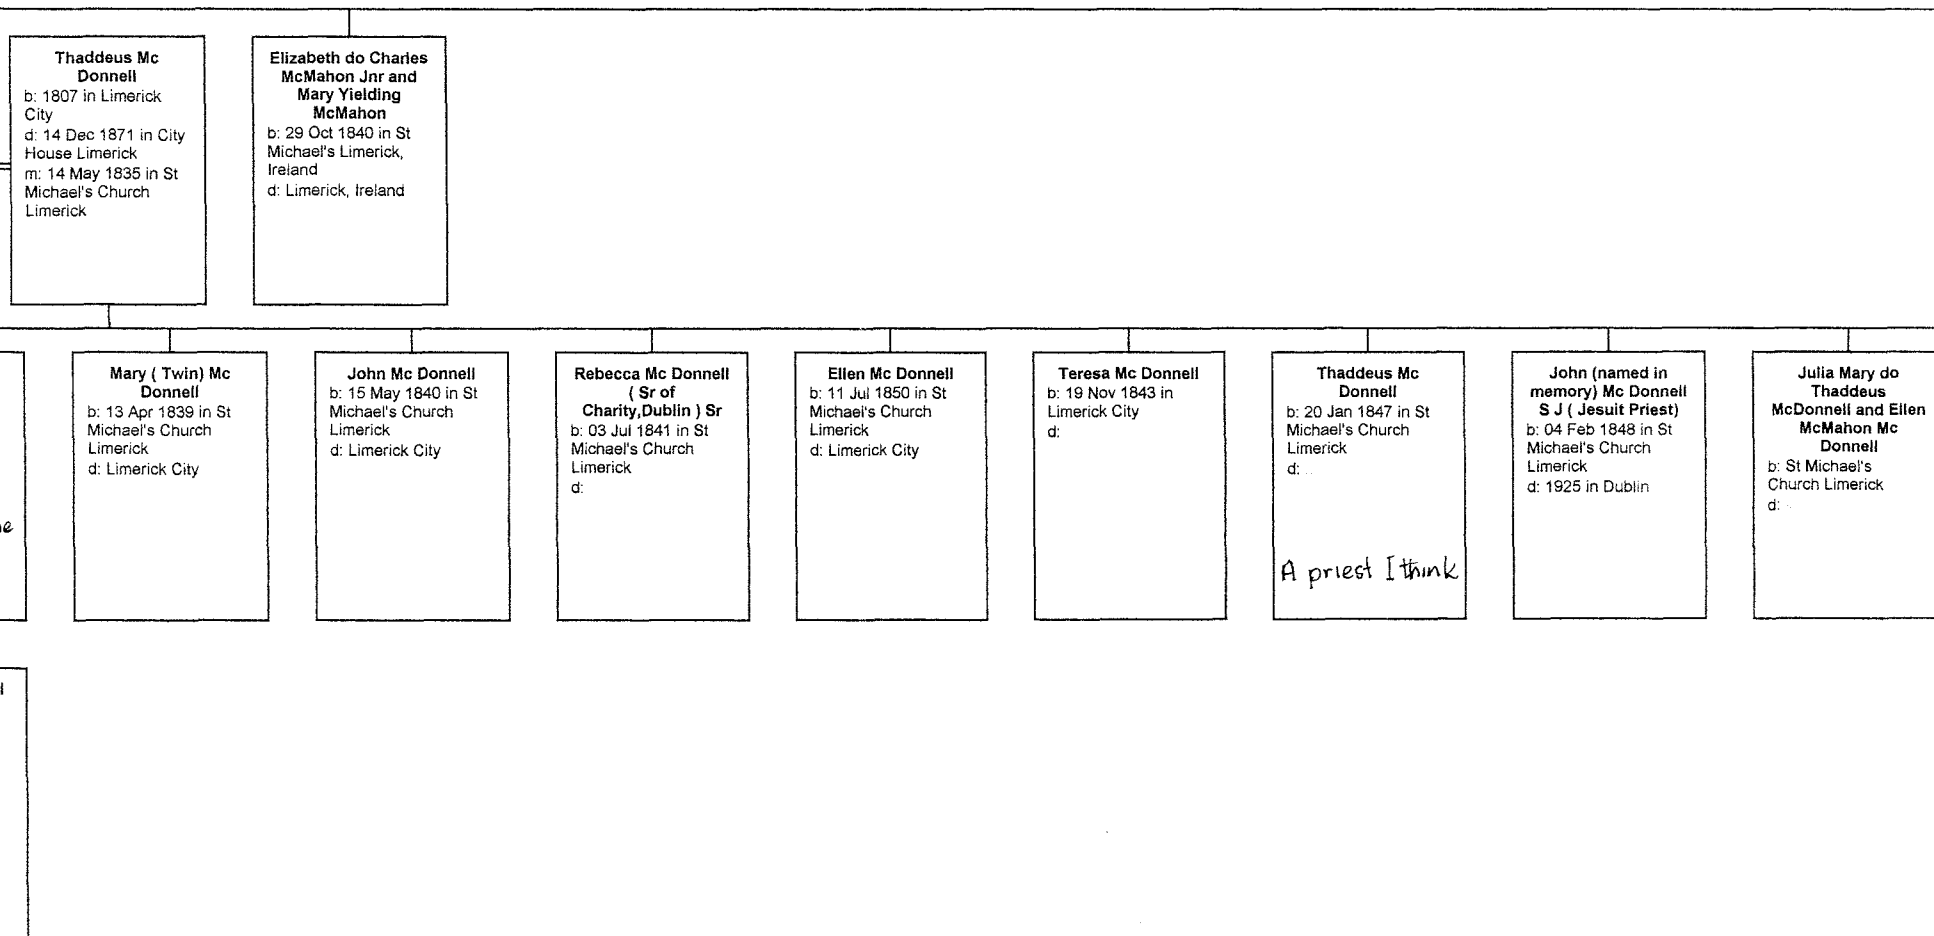 Thaddeus Mc
Donnell
b: 1807 in Limerick
City
d: 14 Dec 1871 in City
House Limerick
m: 14 May 1835 in St
Michael's Church
Limerick
Elizabeth do Charles
McMahon Jnr and
Mary Yielding
McMahon
b: 29 Oct 1840 in St
Michael's Limerick,
Ireland
d: Limerick, Ireland
Mary ( Twin) Mc
Donnell
b: 13 Apr 1839 in St
Michael's Church
Limerick
d: Limerick City
John Mc Donnell
b: 15 May 1840 in St
Michael's Church
Limerick
d: Limerick City
Rebecca Mc Donnell
( Sr of
Charity,Dublin ) Sr
b: 03 Jul 1841 in St
Michael's Church
Limerick
d:
Ellen Mc Donnell
b: 11 Jul 1850 in St
Michael's Church
Limerick
d: Limerick City
Teresa Mc Donnell
b: 19 Nov 1843 in
Limerick City
d:
Thaddeus Mc
Donnell
b: 20 Jan 1847 in St
Michael's Church
Limerick
d:
A priest I think
John (named in
memory) Mc Donnell
S J ( Jesuit Priest)
b: 04 Feb 1848 in St
Michael's Church
Limerick
d: 1925 in Dublin
Julia Mary do
Thaddeus
McDonnell and Ellen
McMahon Mc
Donnell
b: St Michael's
Church Limerick
d: